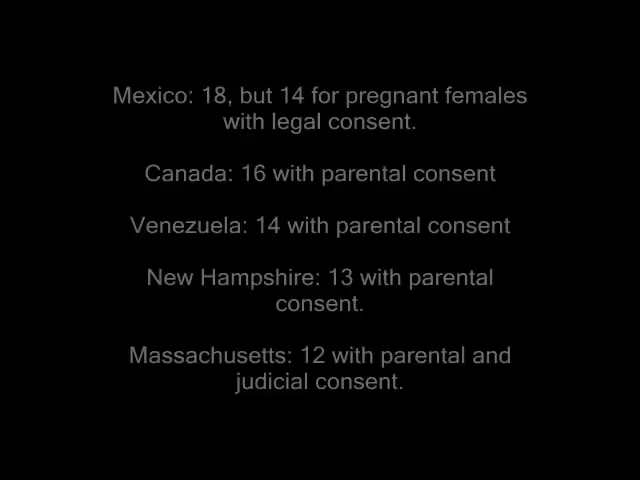 Mexico: 18, but 14 for pregnant females
with legal consent.
Canada: 16 with parental consent
Venezuela: 14 with parental consent
New Hampshire: 13 with parental
consent.
Massachusetts: 12 with parental and
judicial consent.